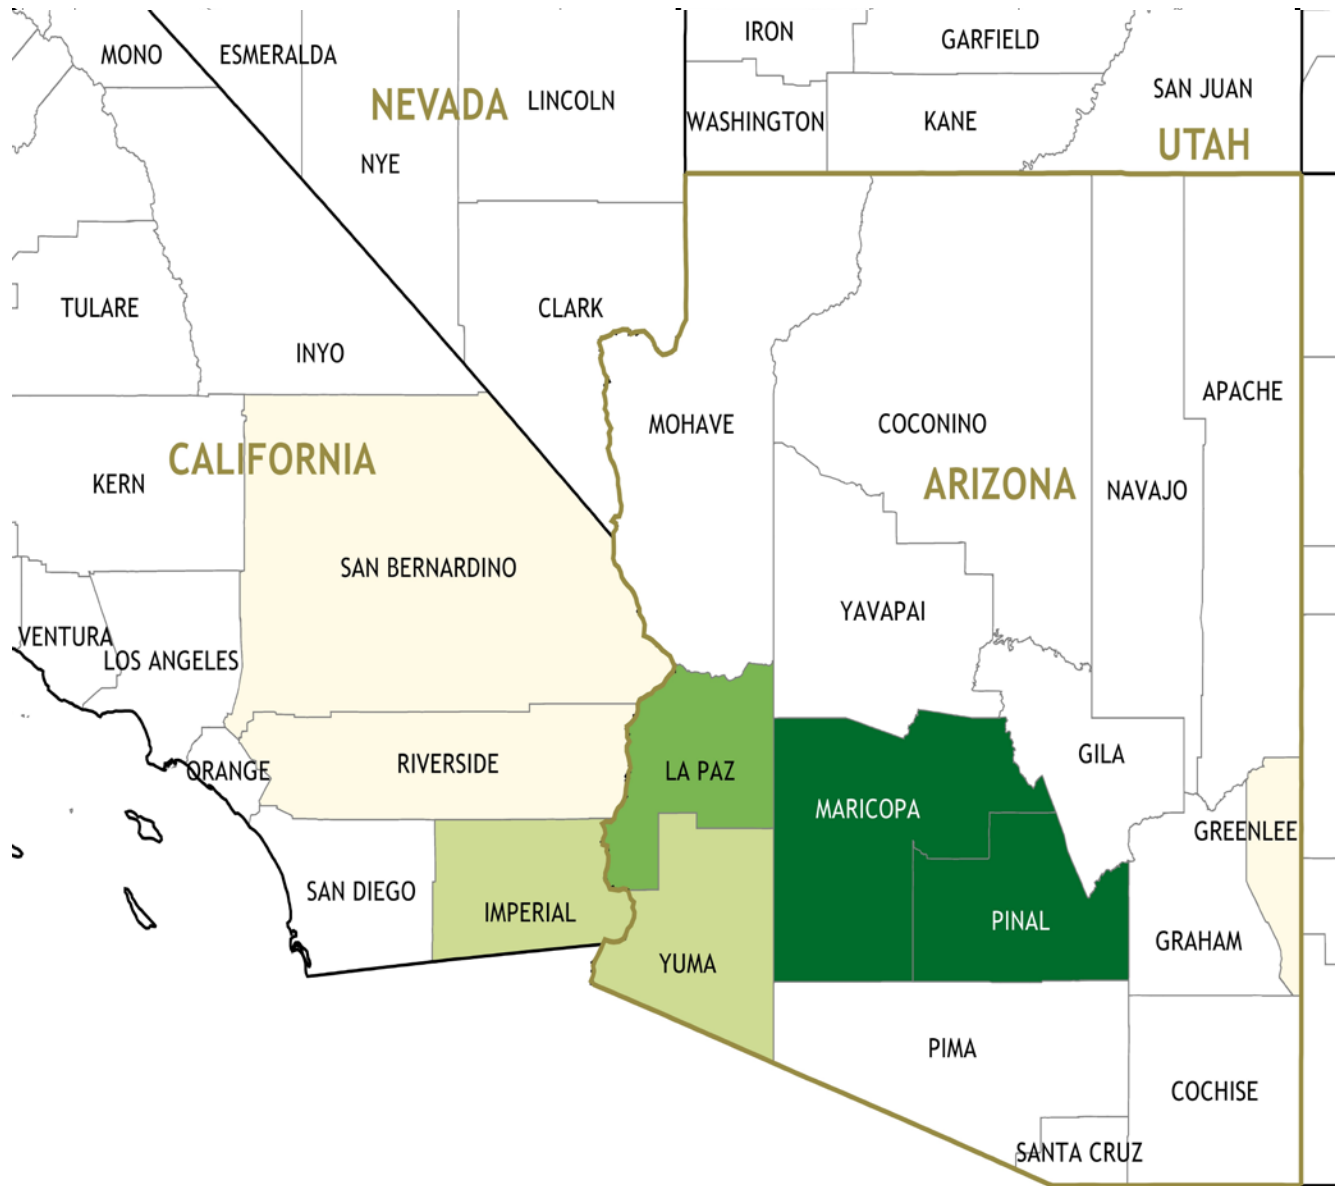 IRON
GARFIELD
MONO
ESMERALDA
SAN JUAN
NEVADA
LINCOLN
WASHINGTON
KANE
UTAH
NYE
TULARE
CLARK
INYO
APACHE
MOHAVE
COCONINO
CALIFORNIA
KERN
ARIZONA
NAVAJO
SAN BERNARDINO
YAVAPAI
VENTURA
LOS ANGELES
GILA
RIVERSIDE
ORANGE
LA PAZ
MARICOPA
GREENLEE
SAN DIEGO
IMPERIAL
PINAL
GRAHAM
YUMA
PIMA
COCHISE
SANTA CRUZ